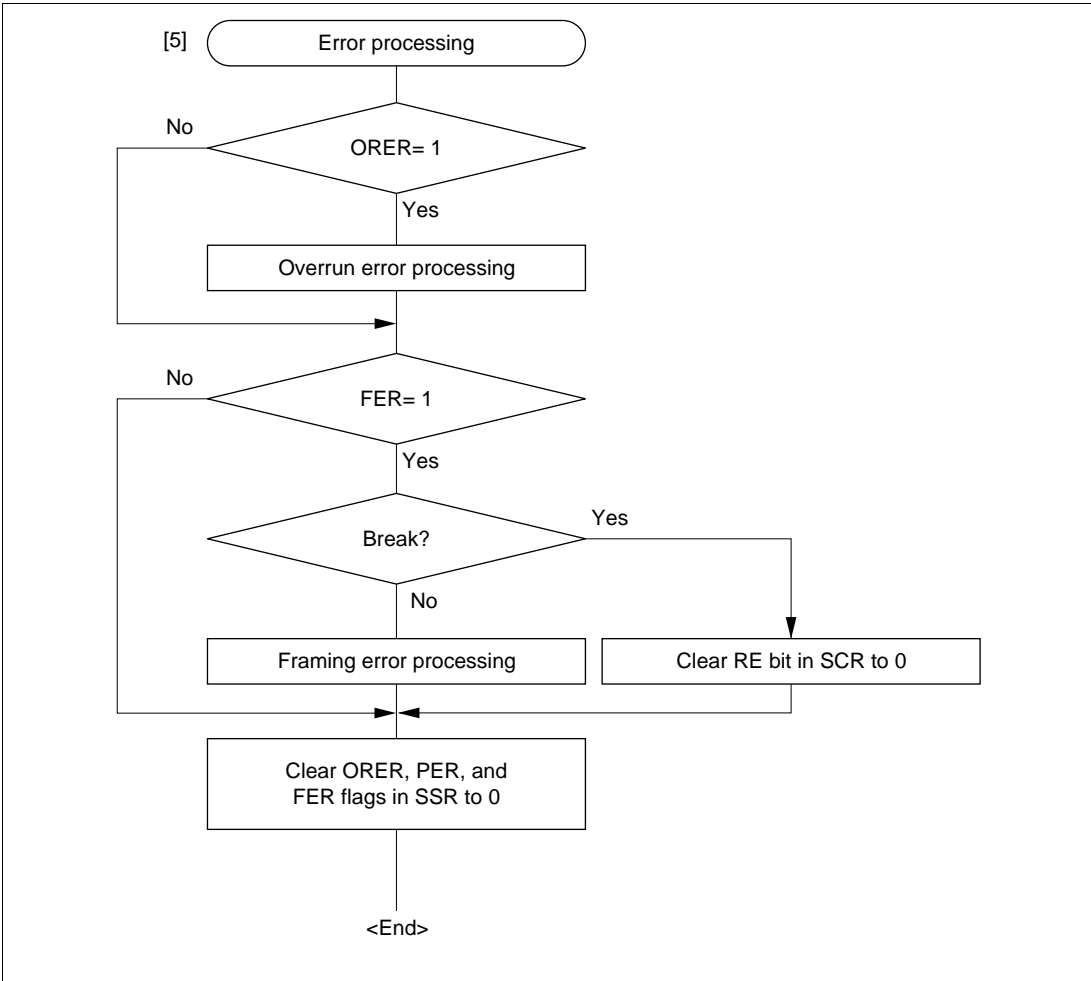 [5]
Error processing
No
ORER= 1
Yes
Overrun error processing
No
FER= 1
Yes
Yes
Break?
No
Framing error processing
Clear RE bit in SCR to 0
Clear ORER, PER, and
FER flags in SSR to 0
<End>